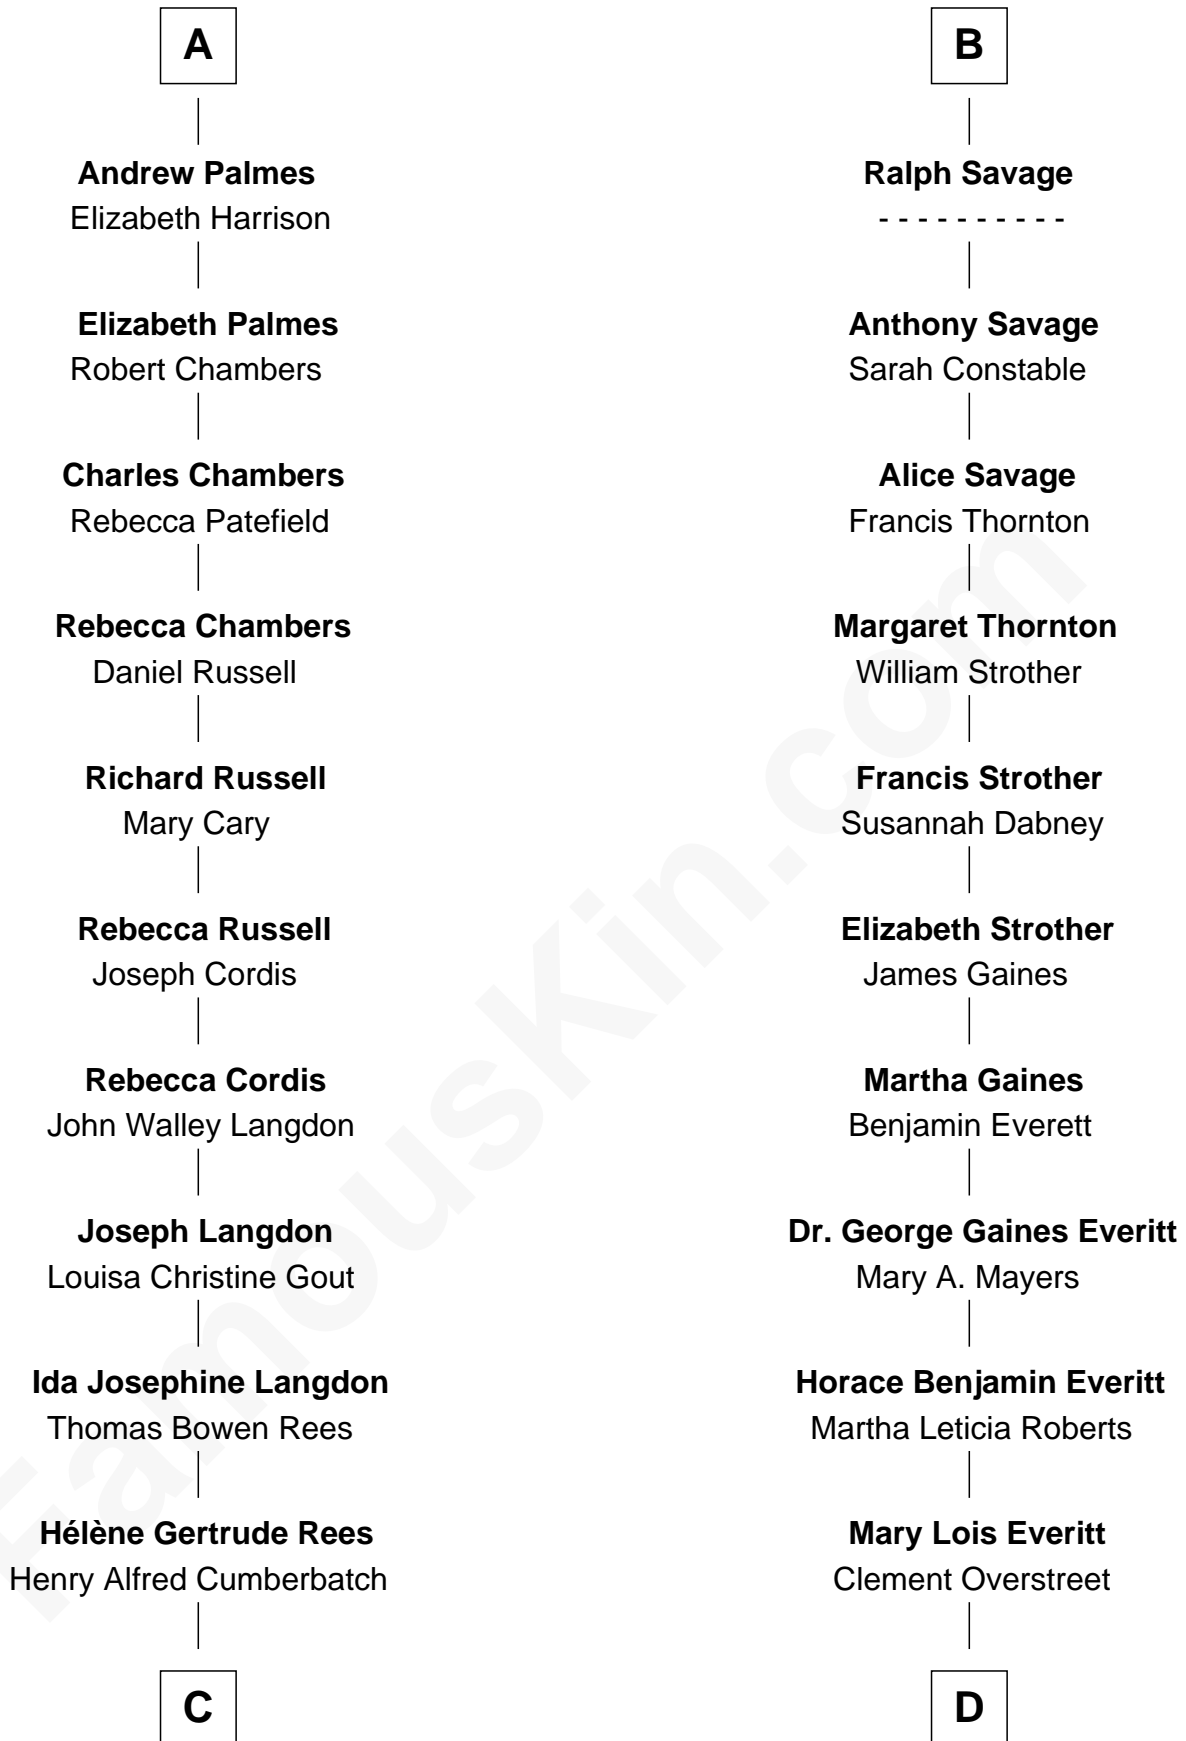 A
Andrew Palmes
Elizabeth Harrison
Elizabeth Palmes
Robert Chambers
Charles Chambers
Rebecca Patefield
Rebecca Chambers
Daniel Russell
Richard Russell
Mary Cary
Rebecca Russell
Joseph Cordis
Rebecca Cordis
John Walley Langdon
Joseph Langdon
Louisa Christine Gout
Ida Josephine Langdon
Thomas Bowen Rees
Hélène Gertrude Rees
Henry Alfred Cumberbatch
C
B
Ralph Savage
- - - - - - - - - -
Anthony Savage
Sarah Constable
Alice Savage
Francis Thornton
Margaret Thornton
William Strother
Francis Strother
Susannah Dabney
Elizabeth Strother
James Gaines
Martha Gaines
Benjamin Everett
Dr. George Gaines Everitt
Mary A. Mayers
Horace Benjamin Everitt
Martha Leticia Roberts
Mary Lois Everitt
Clement Overstreet
D
FamousKin.com